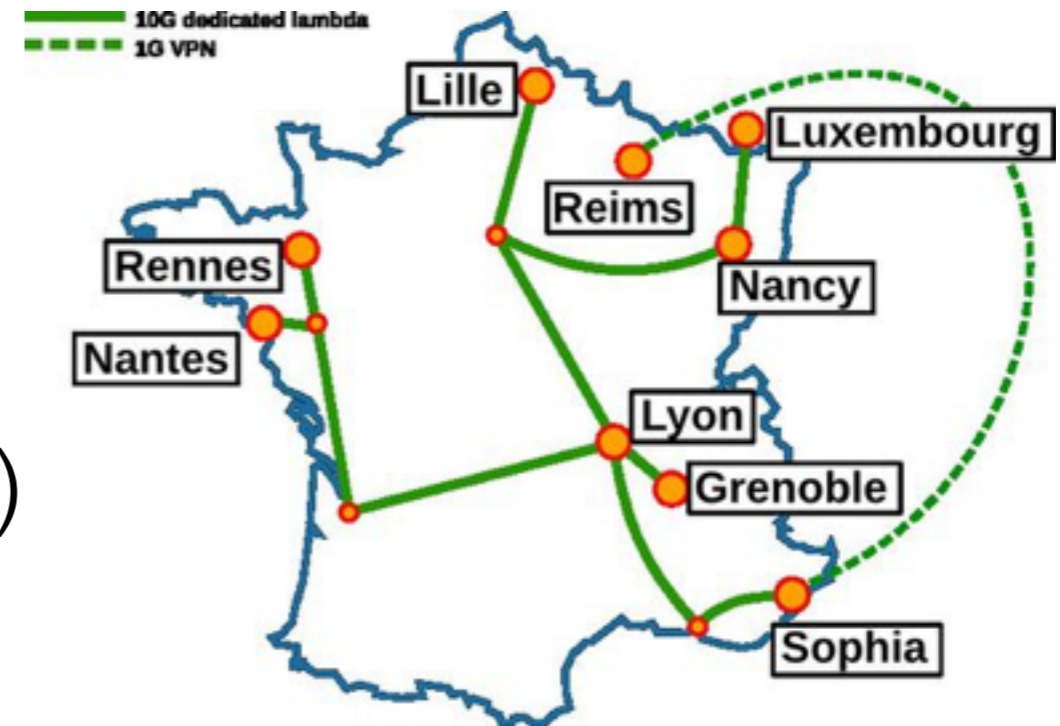 10G dedicated lambda
1G VPN
Lille
Luxembourg
Reims
Rennes
Nancy
Nantes
Lyon
)
Grenoble
Sophia